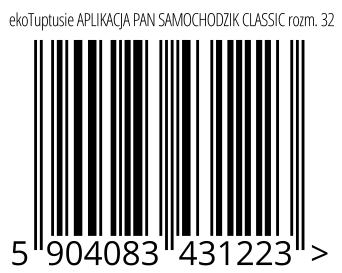 ekoTuptusie APLIKACJA PAN SAMOCHODZIK CLASSIC rozm. 32
5 904083 431223 >